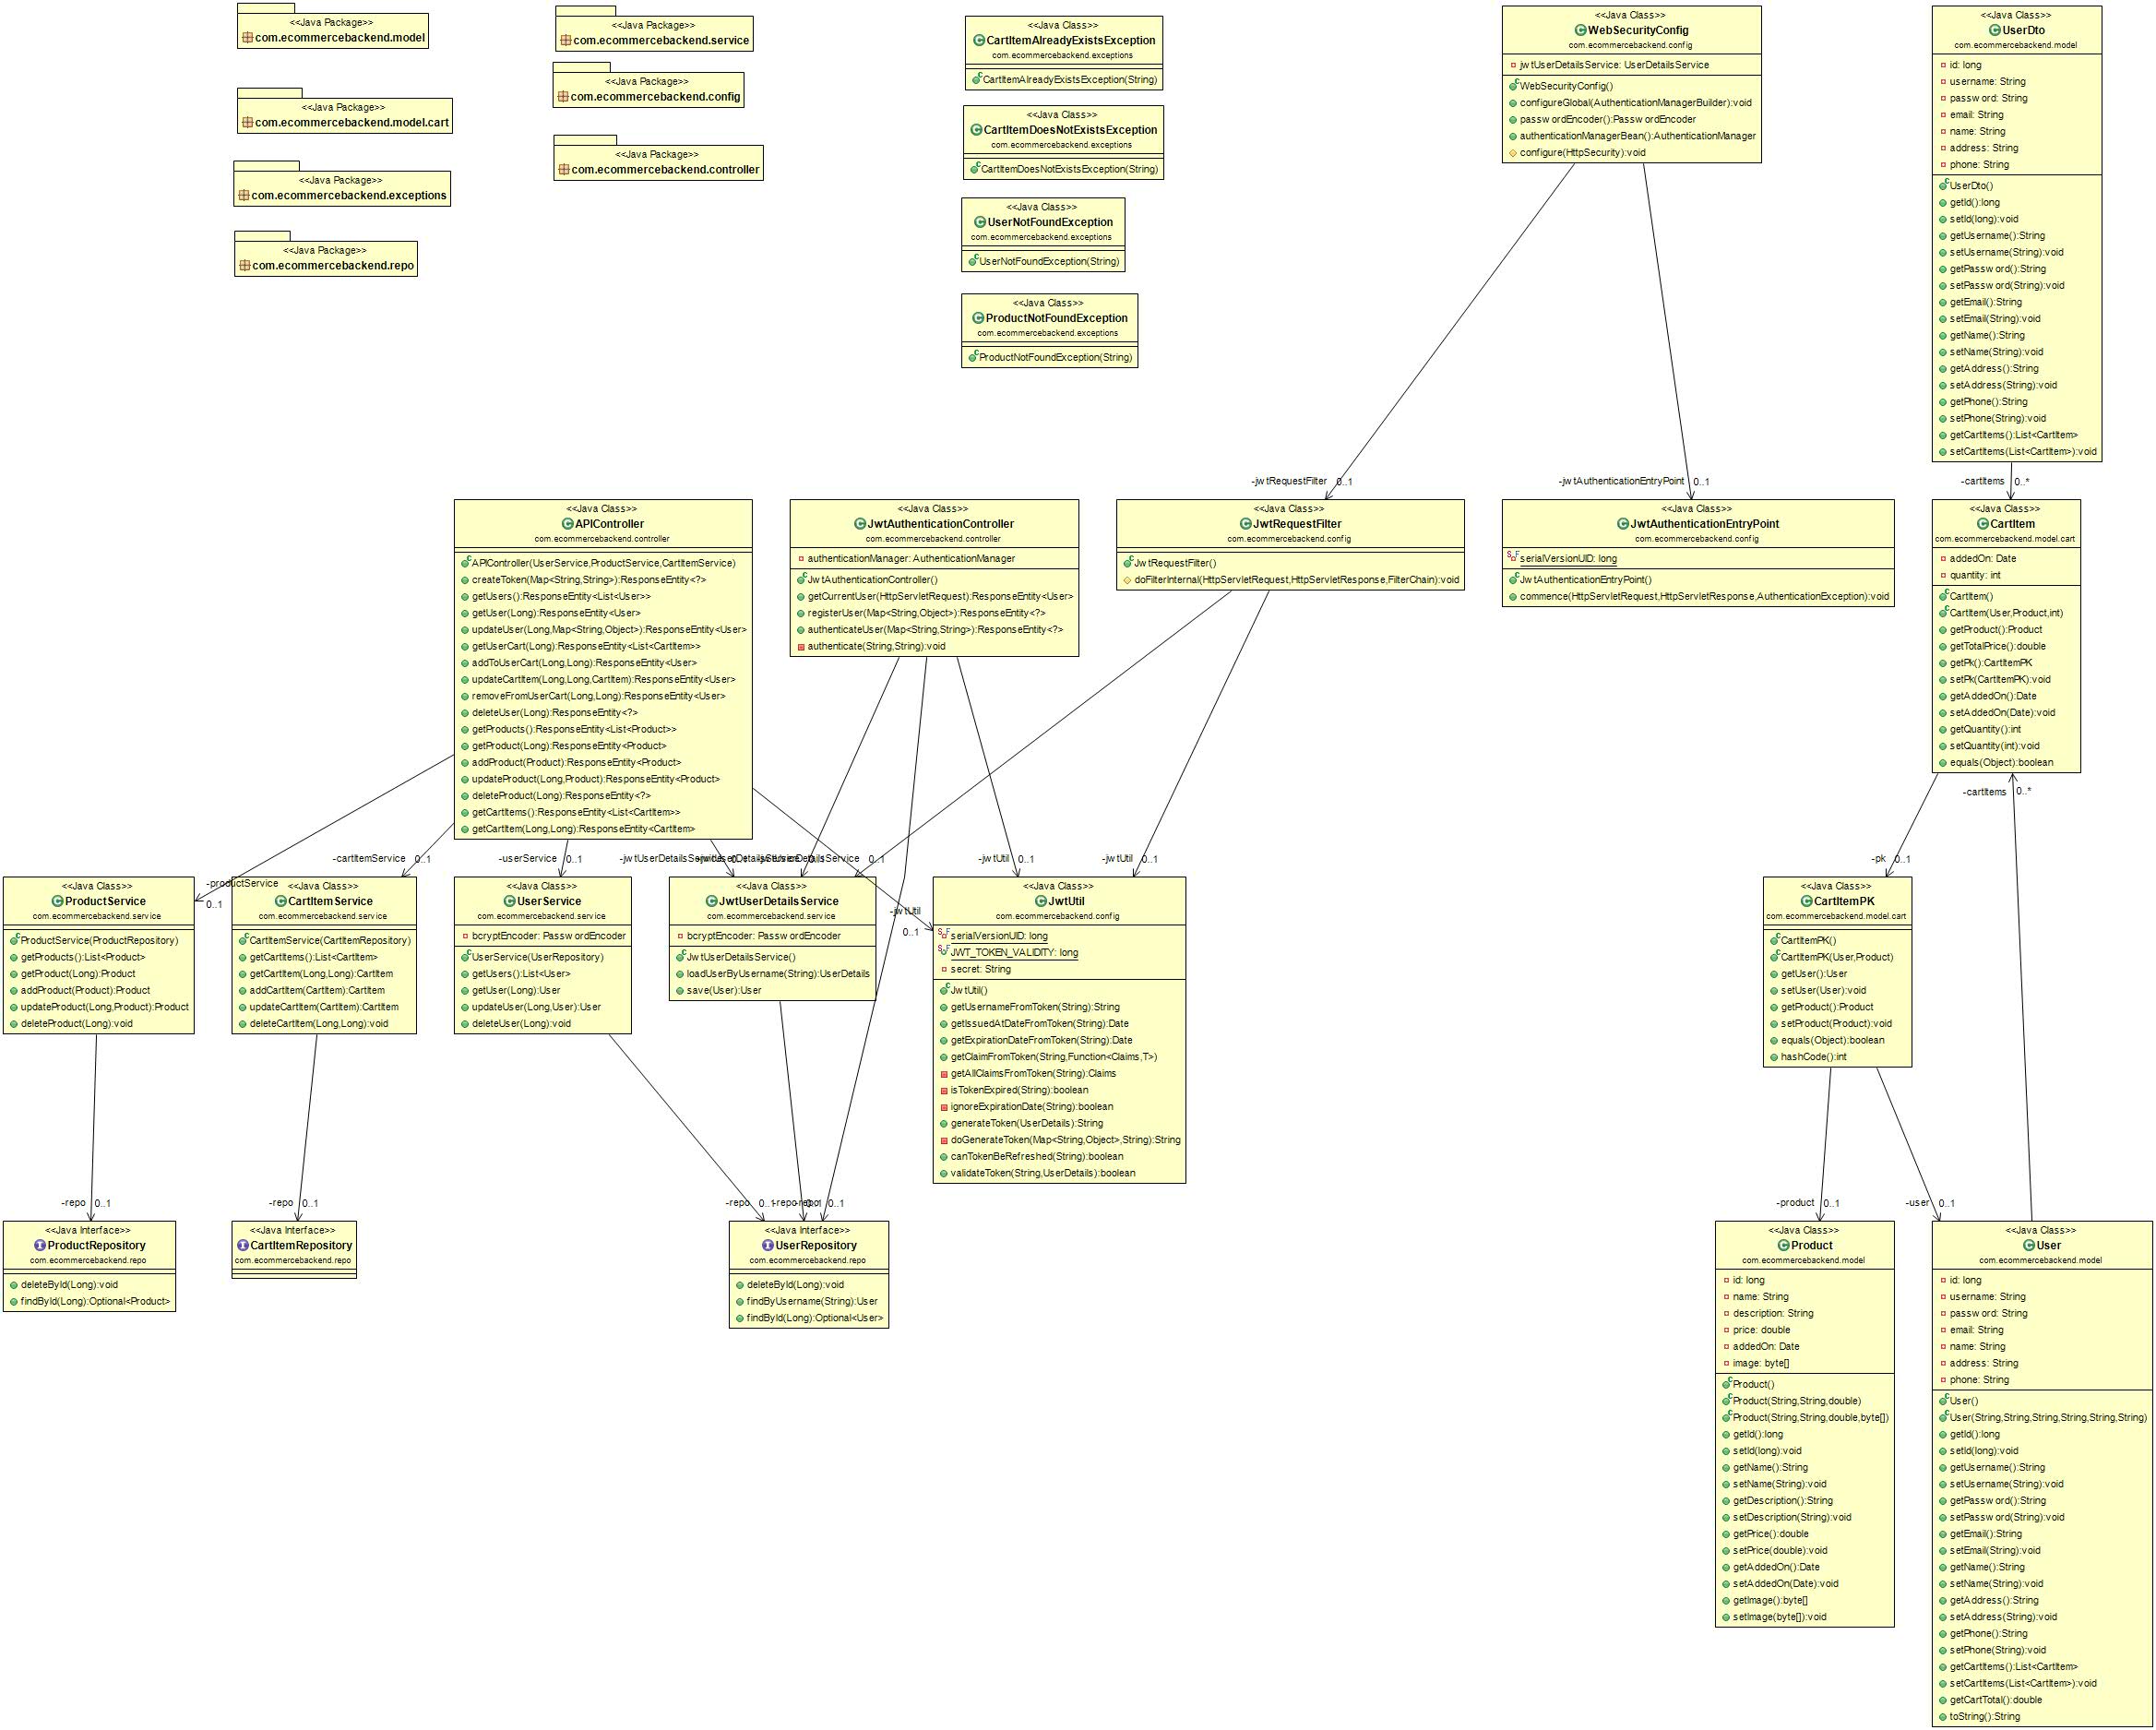 <<Java Package>>
com.ecommercebackend.model
<<Java Package>>
com.ecommercebackend.model.cart
<<Java Package>>
com.ecommercebackend.exceptions
<<Java Package>>
com.ecommercebackend.repo
<<Java Package>>
com.ecommercebackend.service
<<Java Package>>
com.ecommercebackend.config
<<Java Package>>
com.ecommercebackend.controller
<<Java Class>>
CartItemAlreadyExistsException
com.ecommercebackend.exceptions
CartItemAlreadyExistsException(String)
<<Java Class>>
CartItemDoesNotExistsException
com.ecommercebackend.exceptions
CartItemDoesNotExistsException(String)
<<Java Class>>
UserNotFoundException
com.ecommercebackend.exceptions
UserNotFoundException(String)
<<Java Class>>
ProductNotFoundException
com.ecommercebackend.exceptions
ProductNotFoundException(String)
<<Java Class>>
WebSecurityConfig
com.ecommercebackend.config
jwtUserDetailsService: UserDetailsService
WebSecurityConfig()
configureGlobal(AuthenticationManagerBuilder):void
passwordEncoder():PasswordEncoder
authenticationManagerBean():AuthenticationManager
configure(HttpSecurity):void
<<Java Class>>
UserDto
com.ecommercebackend.model
id: long
username: String
password: String
email: String
name: String
address: String
phone: String
UserDto()
getId():long
setId(long):void
getUsername():String
setUsername(String):void
getPassword():String
setPassword(String):void
getEmail():String
setEmail(String):void
getName():String
setName(String):void
getAddress():String
setAddress(String):void
getPhone():String
setPhone(String):void
getCartItems():List<CartItem>
setCartItems(List<CartItem>):void
-jwtRequestFilter 0..1
-jwtAuthenticationEntryPoint 0..1
-cartItems 0..*
<<Java Class>>
APIController
com.ecommercebackend.controller
APIController(UserService,ProductService,CartItemService)
createToken(Map<String,String>):ResponseEntity<?>
getUsers():ResponseEntity<List<User>>
getUser(Long):ResponseEntity<User>
updateUser(Long,Map<String,Object>):ResponseEntity<User>
getUserCart(Long):ResponseEntity<List<CartItem>>
addToUserCart(Long,Long):ResponseEntity<User>
updateCartItem(Long,Long,CartItem):ResponseEntity<User>
removeFromUserCart(Long,Long):ResponseEntity<User>
deleteUser(Long):ResponseEntity<?>
getProducts():ResponseEntity<List<Product>>
getProduct(Long):ResponseEntity<Product>
addProduct(Product):ResponseEntity<Product>
updateProduct(Long,Product):ResponseEntity<Product>
deleteProduct(Long):ResponseEntity<?>
getCartItems():ResponseEntity<List<CartItem>>
getCartItem(Long,Long):ResponseEntity<CartItem>
<<Java Class>>
JwtAuthenticationController
com.ecommercebackend.controller
authenticationManager: AuthenticationManager
JwtAuthenticationController()
getCurrentUser(HttpServletRequest):ResponseEntity<User>
registerUser(Map<String,Object>):ResponseEntity<?>
authenticateUser(Map<String,String>):ResponseEntity<?>
authenticate(String,String):void
<<Java Class>>
JwtRequestFilter
com.ecommercebackend.config
JwtRequestFilter()
doFilterInternal(HttpServletRequest,HttpServletResponse,FilterChain):void
<<Java Class>>
JwtAuthenticationEntryPoint
com.ecommercebackend.config
serialVersionUID: long
JwtAuthenticationEntryPoint()
commence(HttpServletRequest,HttpServletResponse,AuthenticationException):void
<<Java Class>>
CartItem
com.ecommercebackend.model.cart
addedOn: Date
quantity: int
CartItem()
CartItem(User,Product,int)
getProduct():Product
getTotalPrice():double
getPk():CartItemPK
setPk(CartItemPK):void
getAddedOn():Date
setAddedOn(Date):void
getQuantity():int
setQuantity(int):void
equals(Object):boolean
-cartItems 0..*
-productService
0..1
-cartItemService 0..1
-userService 0..1
-jwtUtil 0..1
-jwtUtil 0..1
-jwtUtil
0..1
-pk 0..1
<<Java Class>>
ProductService
com.ecommercebackend.service
ProductService(ProductRepository)
getProducts():List<Product>
getProduct(Long):Product
addProduct(Product):Product
updateProduct(Long,Product):Product
deleteProduct(Long):void
<<Java Class>>
CartItemService
com.ecommercebackend.service
CartItemService(CartItemRepository)
getCartItems():List<CartItem>
getCartItem(Long,Long):CartItem
addCartItem(CartItem):CartItem
updateCartItem(CartItem):CartItem
deleteCartItem(Long,Long):void
<<Java Class>>
UserService
com.ecommercebackend.service
bcryptEncoder: PasswordEncoder
UserService(UserRepository)
getUsers():List<User>
getUser(Long):User
updateUser(Long,User):User
deleteUser(Long):void
<<Java Class>>
JwtUserDetailsService
com.ecommercebackend.service
bcryptEncoder: PasswordEncoder
JwtUserDetailsService()
loadUserByUsername(String):UserDetails
save(User):User
<<Java Class>>
JwtUtil
com.ecommercebackend.config
serialVersionUID: long
JWT_TOKEN_VALIDITY: long
secret: String
JwtUtil()
getUsernameFromToken(String):String
getIssuedAtDateFromToken(String):Date
getExpirationDateFromToken(String):Date
getClaimFromToken(String,Function<Claims,T>)
getAllClaimsFromToken(String):Claims
isTokenExpired(String):boolean
ignoreExpirationDate(String):boolean
generateToken(UserDetails):String
doGenerateToken(Map<String,Object>,String):String
canTokenBeRefreshed(String):boolean
validateToken(String,UserDetails):boolean
<<Java Class>>
CartItemPK
com.ecommercebackend.model.cart
CartItemPK()
CartItemPK(User,Product)
getUser():User
setUser(User):void
getProduct():Product
setProduct(Product):void
equals(Object):boolean
hashCode():int
-repo 0..1
-repo 0..1
-repo 0..1
-product 0..1
-user 0..1
<<Java Interface>>
ProductRepository
com.ecommercebackend.repo
deleteById(Long):void
findById(Long):Optional<Product>
<<Java Interface>>
CartItemRepository
com.ecommercebackend.repo
<<Java Interface>>
UserRepository
com.ecommercebackend.repo
deleteById(Long):void
findByUsername(String):User
findById(Long):Optional<User>
<<Java Class>>
Product
com.ecommercebackend.model
id: long
name: String
description: String
price: double
addedOn: Date
image: byte[]
Product()
Product(String,String,double)
Product(String,String,double,byte[])
getId():long
setId(long):void
getName():String
setName(String):void
getDescription():String
setDescription(String):void
getPrice():double
setPrice(double):void
getAddedOn():Date
setAddedOn(Date):void
getImage():byte[]
setImage(byte[]):void
<<Java Class>>
User
com.ecommercebackend.model
id: long
username: String
password: String
email: String
name: String
address: String
phone: String
User()
User(String,String,String,String,String,String)
getId():long
setId(long):void
getUsername():String
setUsername(String):void
getPassword():String
setPassword(String):void
getEmail():String
setEmail(String):void
getName():String
setName(String):void
getAddress():String
setAddress(String):void
getPhone():String
setPhone(String):void
getCartItems():List<CartItem>
setCartItems(List<CartItem>):void
getCartTotal():double
toString():String